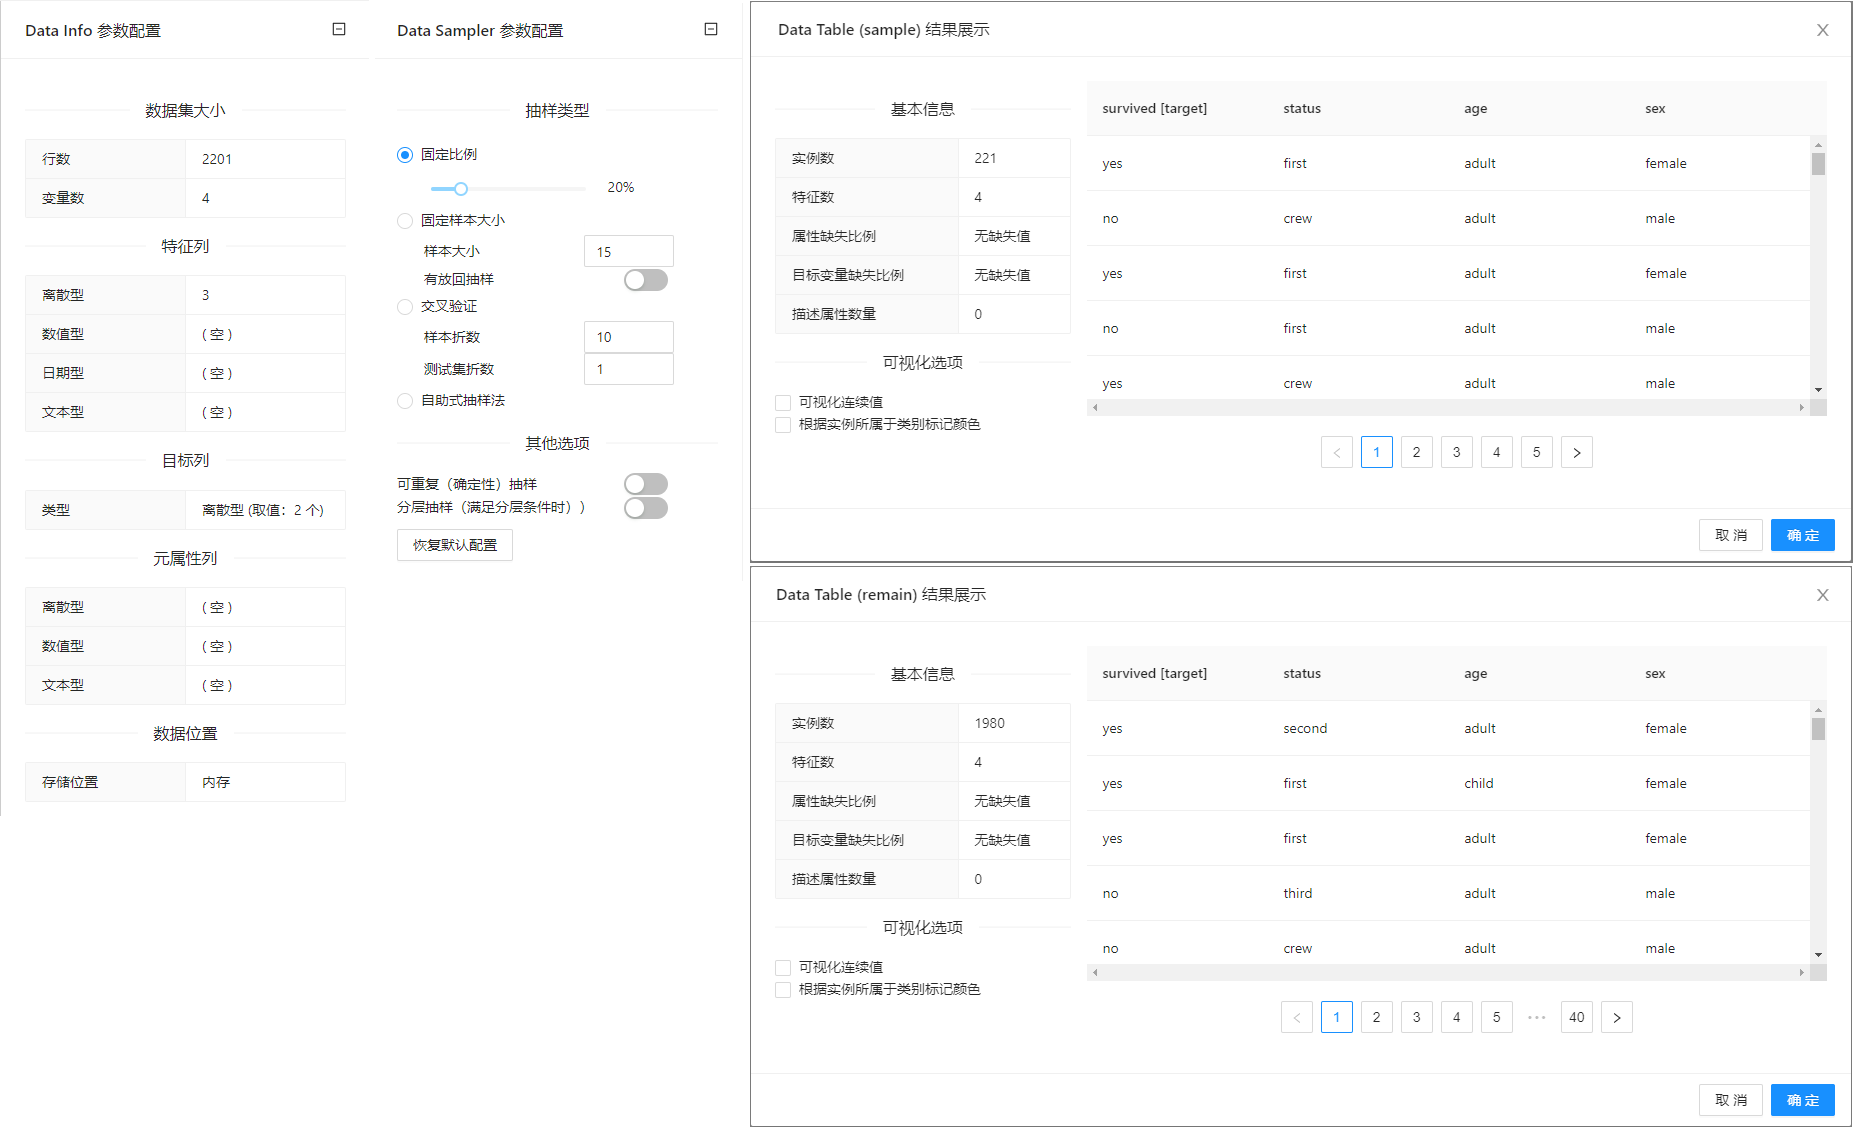 Data Info 参数配置
数据集大小
行数 2201
变量数 4
特征列
离散型 3
数值型 ( 空 )
日期型 ( 空 )
文本型 ( 空 )
目标列
类型 离散型 (取值：2 个)
元属性列
离散型 ( 空 )
数值型 ( 空 )
文本型 ( 空 )
数据位置
存储位置 内存
Data Sampler 参数配置
抽样类型
固定比例
20%
固定样本大小
样本大小 15
有放回抽样
交叉验证
样本折数 10
测试集折数 1
自助式抽样法
其他选项
可重复（确定性）抽样
分层抽样（满足分层条件时））
恢复默认配置
Data Table (sample) 结果展示
基本信息
实例数 221
特征数 4
属性缺失比例 无缺失值
目标变量缺失比例 无缺失值
描述属性数量 0
可视化选项
可视化连续值
根据实例所属于类别标记颜色
survived [target] status age sex
yes first adult female
no crew adult male
yes first adult female
no first adult male
yes crew adult male
< 1 2 3 4 5 >
取 消 确 定
Data Table (remain) 结果展示
基本信息
实例数 1980
特征数 4
属性缺失比例 无缺失值
目标变量缺失比例 无缺失值
描述属性数量 0
可视化选项
可视化连续值
根据实例所属于类别标记颜色
survived [target] status age sex
yes second adult female
yes first child female
yes first adult female
no third adult male
no crew adult male
< 1 2 3 4 5 ••• 40 >
取 消 确 定